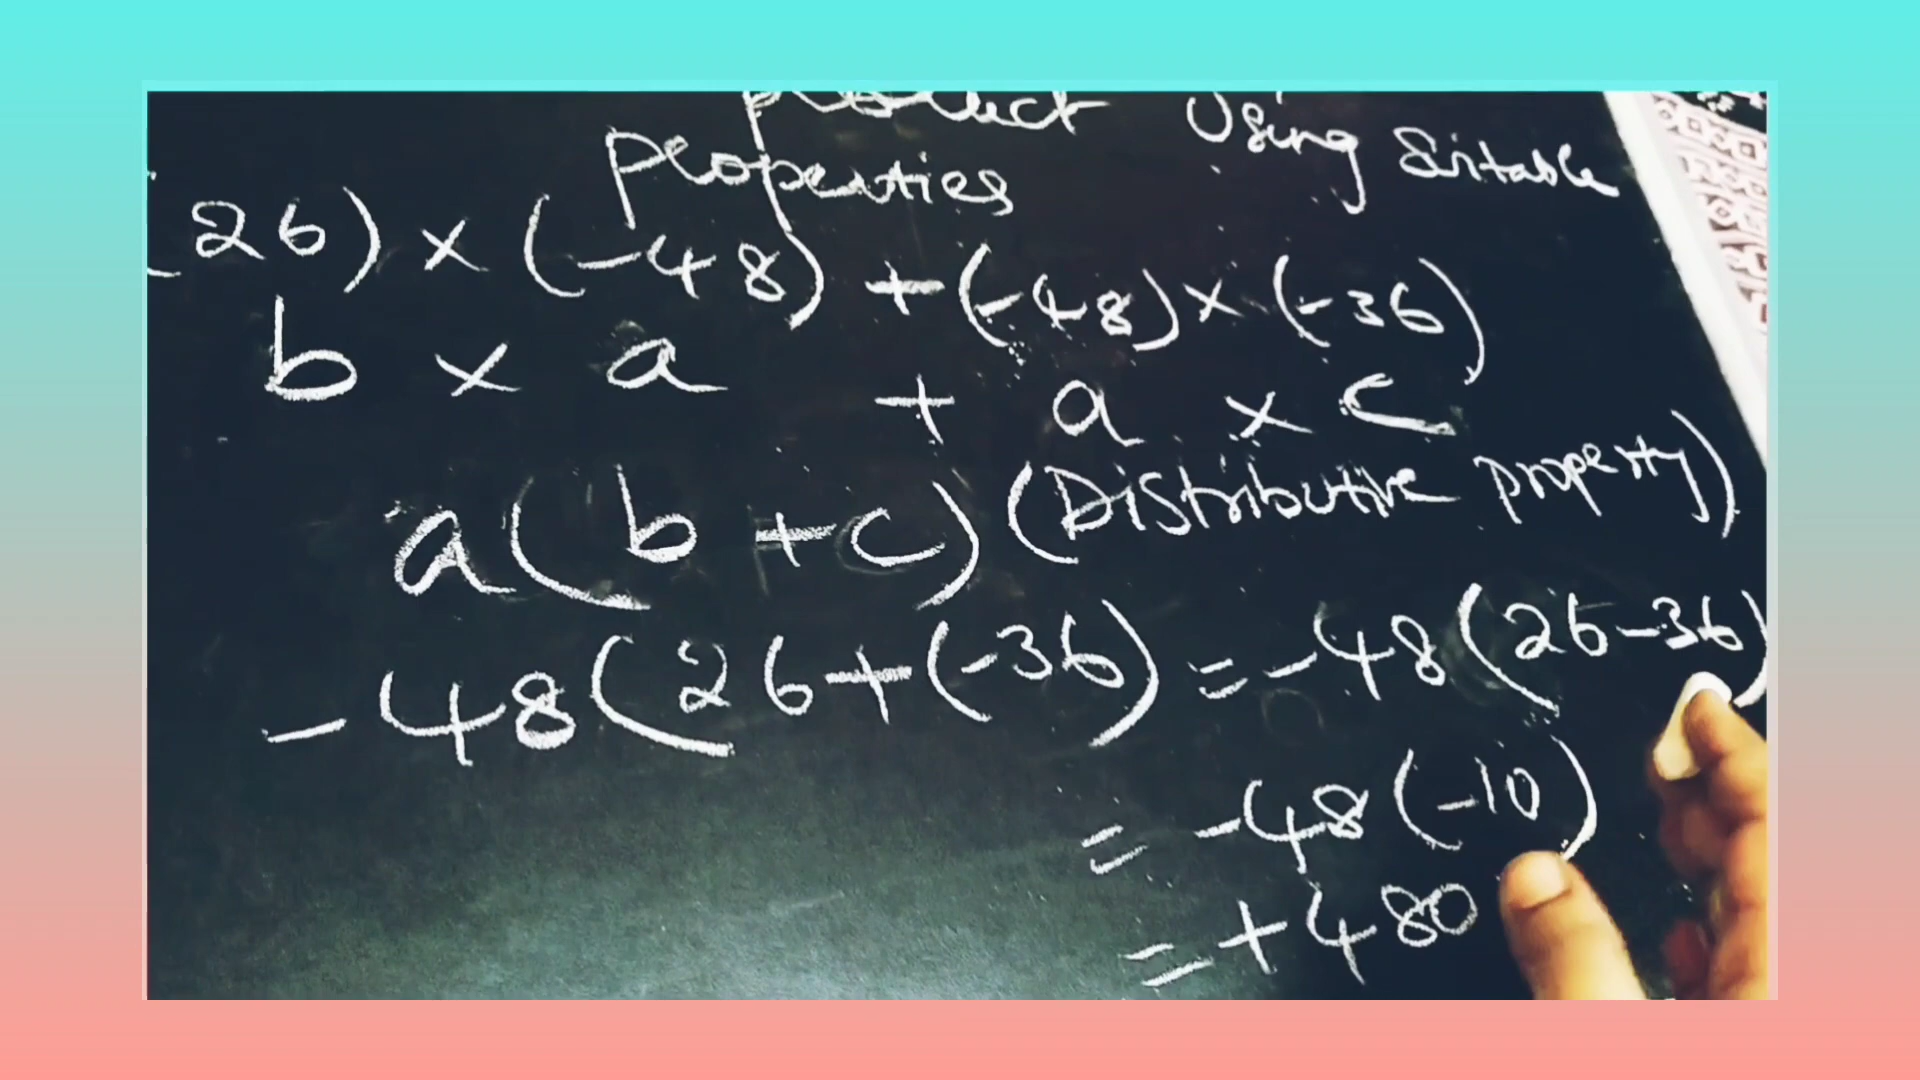 product Using Suitable
properties
(26) × (-48) + (-48) × (-36)
b × a + a × c
a(b+c) (Distributive property)
-48(26+(-36) = -48(26-36)
= -48(-10)
= +480